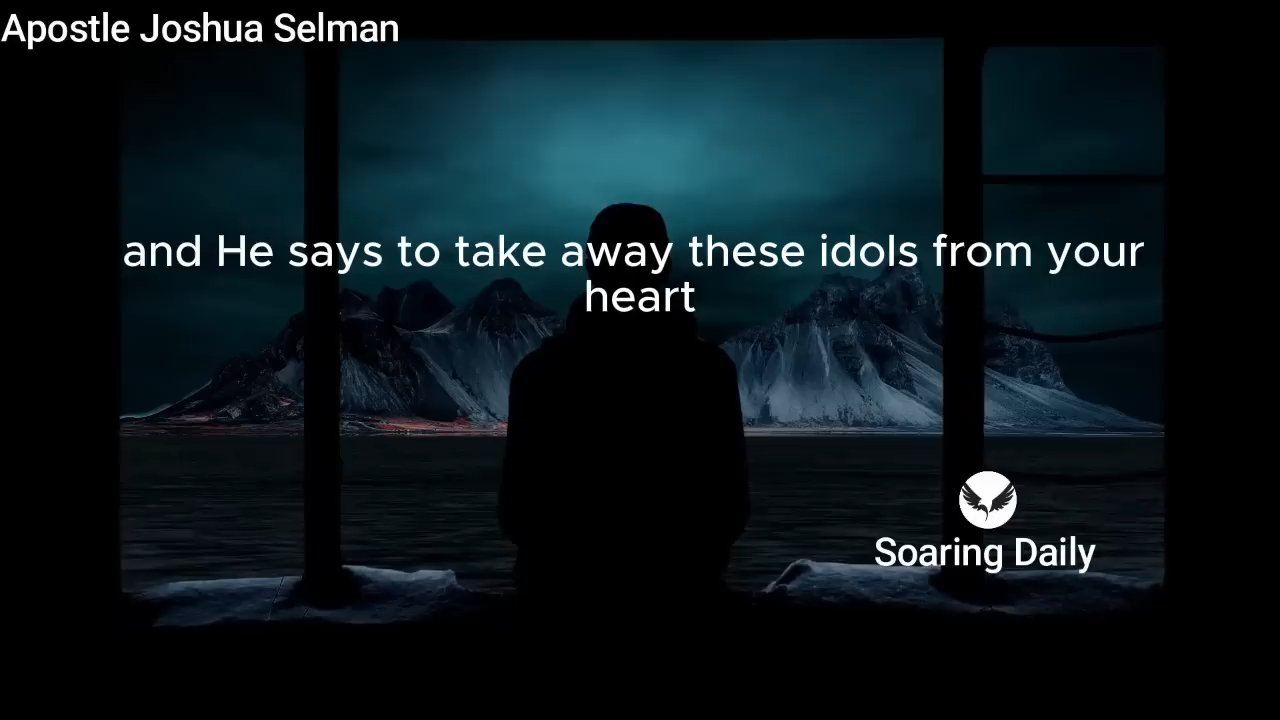 Apostle Joshua Selman
and He says to take away these idols from your
heart
Soaring Daily